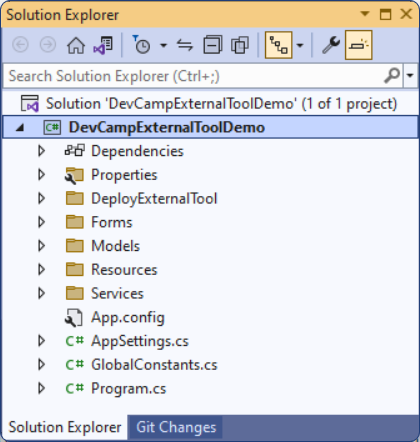 Solution Explorer
Search Solution Explorer (Ctrl+;)
Solution 'DevCampExternalToolDemo' (1 of 1 project)
C# DevCampExternalToolDemo
Dependencies
Properties
DeployExternalTool
Forms
Models
Resources
Services
App.config
C# AppSettings.cs
C# GlobalConstants.cs
C# Program.cs
Solution Explorer Git Changes